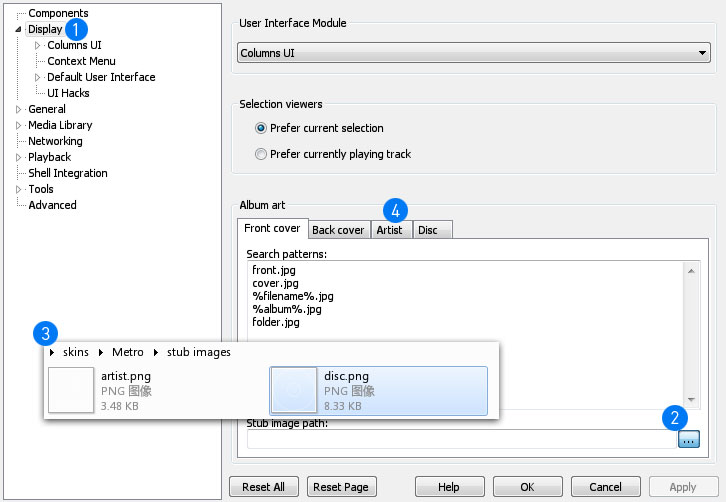 Components
Display 1
Columns UI
Context Menu
Default User Interface
UI Hacks
General
Media Library
Networking
Playback
Shell Integration
Tools
Advanced
User Interface Module
Columns UI
Selection viewers
Prefer current selection
Prefer currently playing track
Album art
4
Front cover Back cover Artist Disc
Search patterns:
front.jpg
cover.jpg
%filename%.jpg
%album%.jpg
folder.jpg
3
skins Metro stub images
artist.png
PNG 图像
3.48 KB
disc.png
PNG 图像
8.33 KB
2
Stub image path:
...
Reset All Reset Page Help OK Cancel Apply